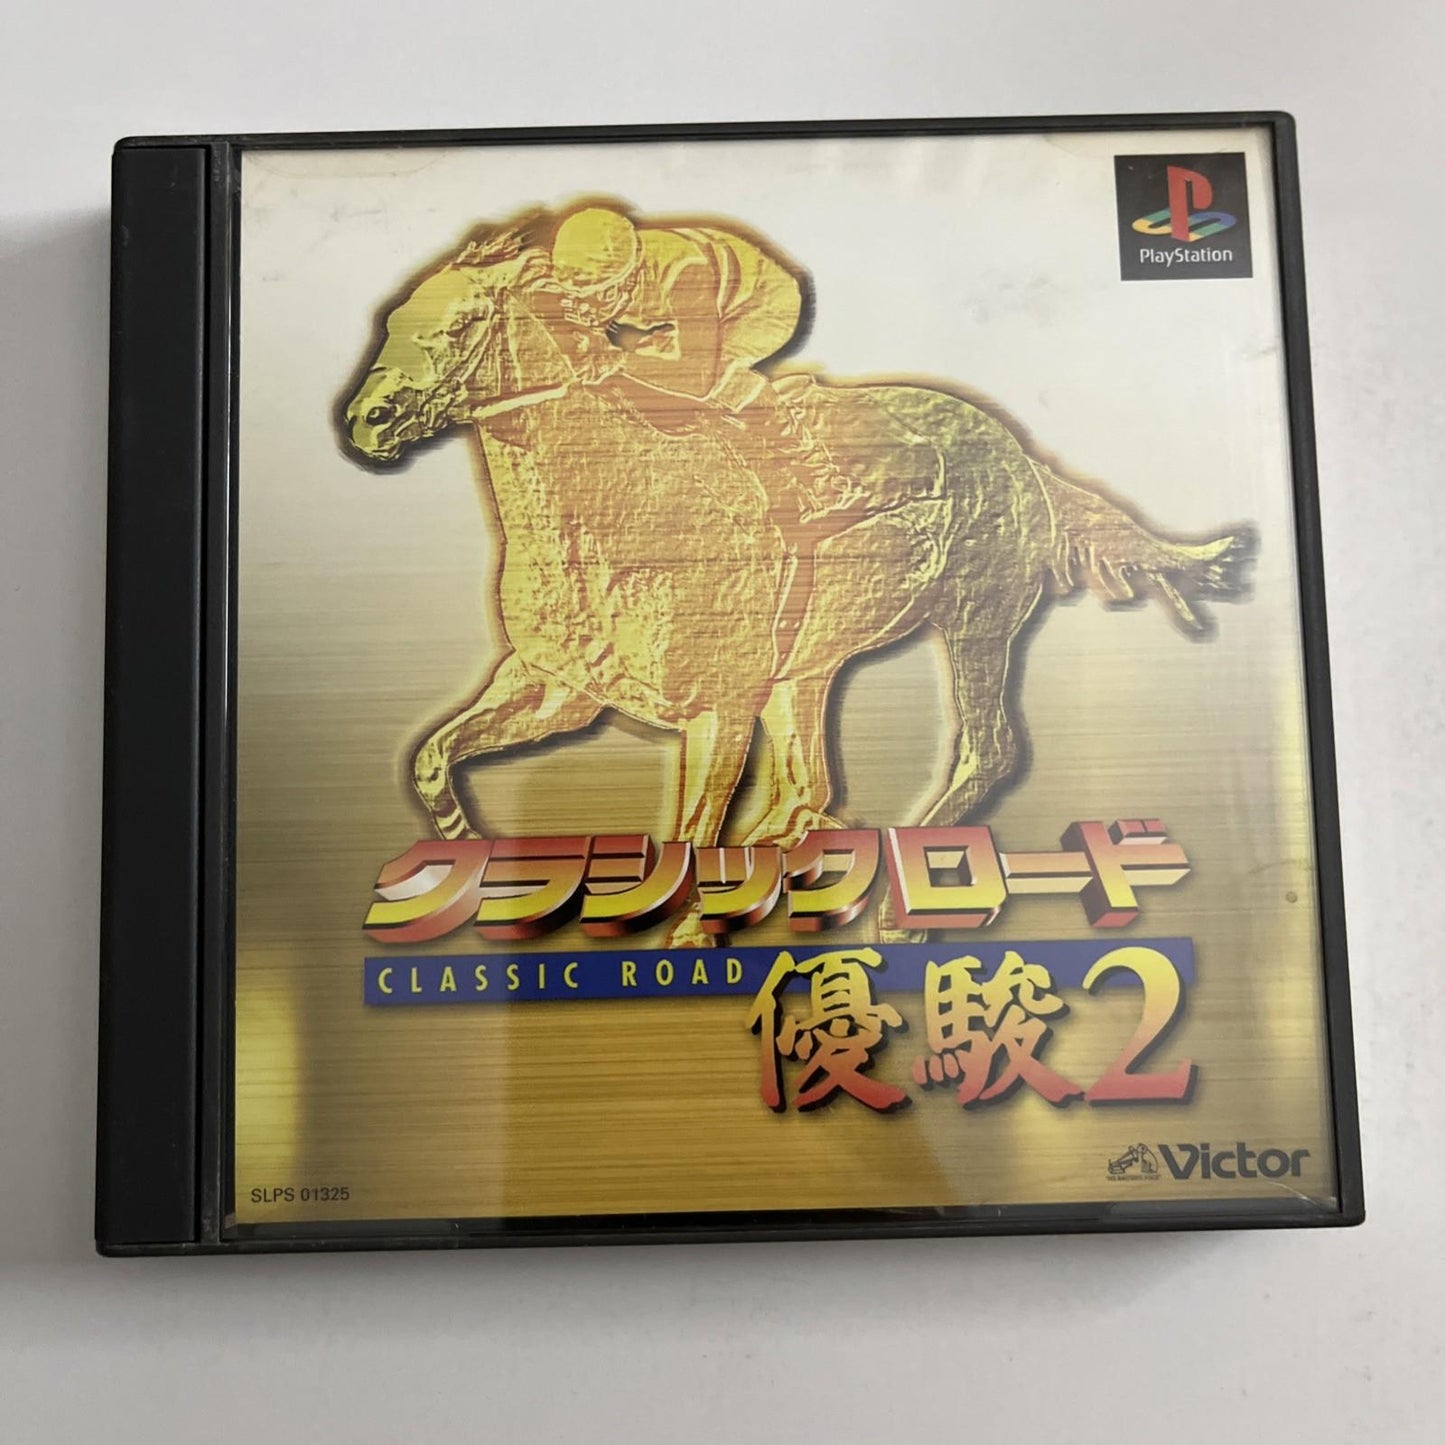 PlayStation
クラシックロード
CLASSIC ROAD
優駿2
Victor
SLPS 01325